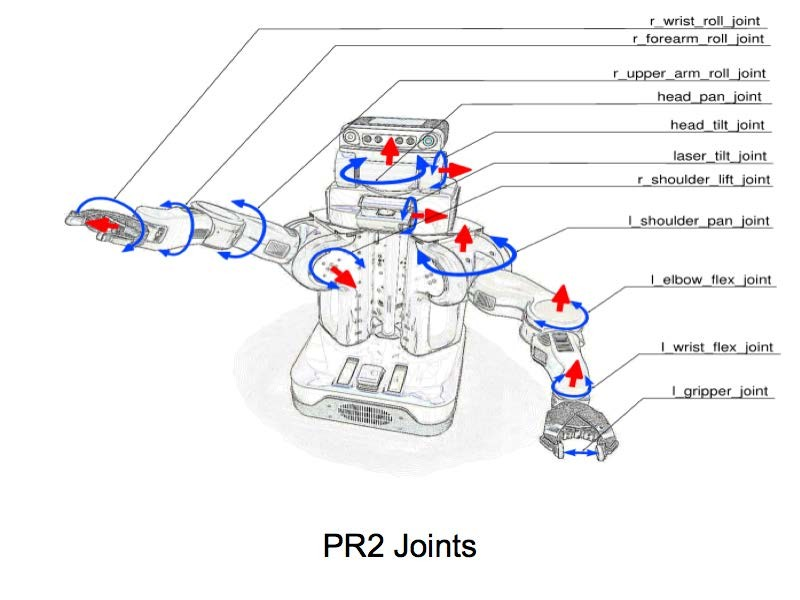 r_wrist_roll_joint
r_forearm_roll_joint
r_upper_arm_roll_joint
head_pan_joint
head_tilt_joint
laser_tilt_joint
r_shoulder_lift_joint
l_shoulder_pan_joint
l_elbow_flex_joint
l_wrist_flex_joint
l_gripper_joint
PR2 Joints